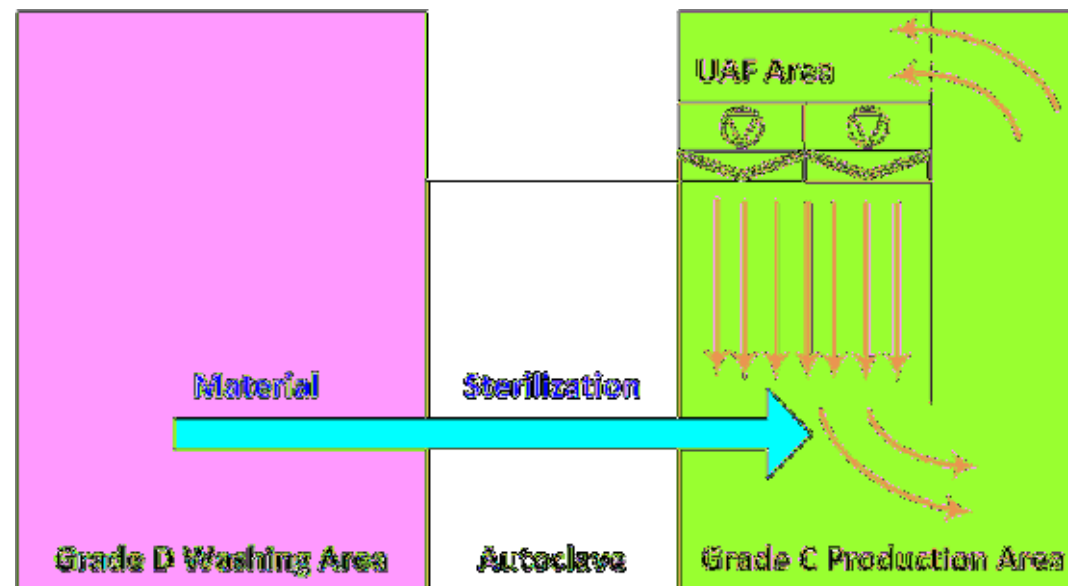 UAF Area
Material
Sterilization
Grade D Washing Area
Autoclave
Grade C Production Area